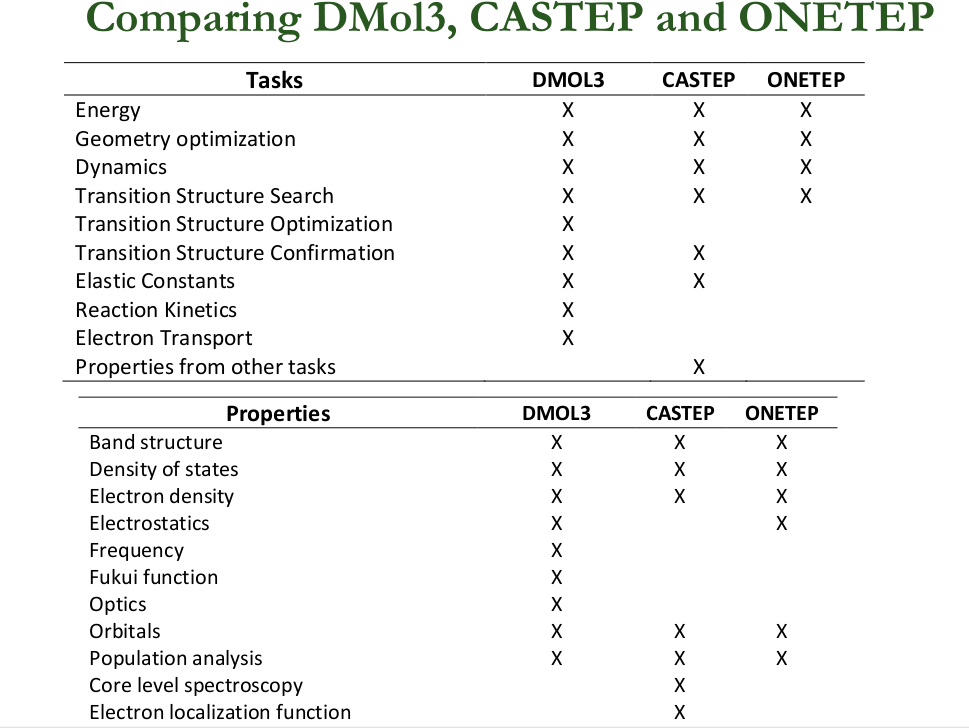 Comparing DMol3, CASTEP and ONETEP
Tasks DMOL3 CASTEP ONETEP
Energy X X X
Geometry optimization X X X
Dynamics X X X
Transition Structure Search X X X
Transition Structure Optimization X
Transition Structure Confirmation X X
Elastic Constants X X
Reaction Kinetics X
Electron Transport X
Properties from other tasks X
Properties DMOL3 CASTEP ONETEP
Band structure X X X
Density of states X X X
Electron density X X X
Electrostatics X X
Frequency X
Fukui function X
Optics X
Orbitals X X X
Population analysis X X X
Core level spectroscopy X
Electron localization function X